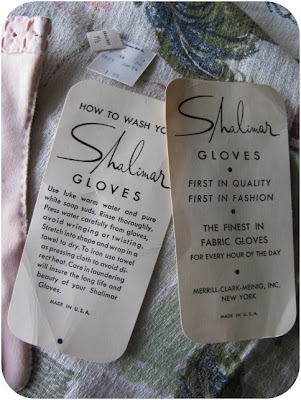 HOW TO WASH YO
Shalimar
GLOVES
Use luke warm water and pure
white soap suds. Rinse thoroughly.
Press water carefully from gloves,
avoid wringing or twisting.
Stretch into shape and wrap in a
towel to dry. To iron use towel
as pressing cloth to avoid di-
rect heat. Care in laundering
will insure the long life and
beauty of your Shalimar
Gloves.
MADE IN U.S.A.
Shalimar
GLOVES
FIRST IN QUALITY
FIRST IN FASHION
THE FINEST IN
FABRIC GLOVES
FOR EVERY HOUR OF THE DAY
MERRILL-CLARK-MEINIG, INC.
NEW YORK
MADE IN U.S.A.